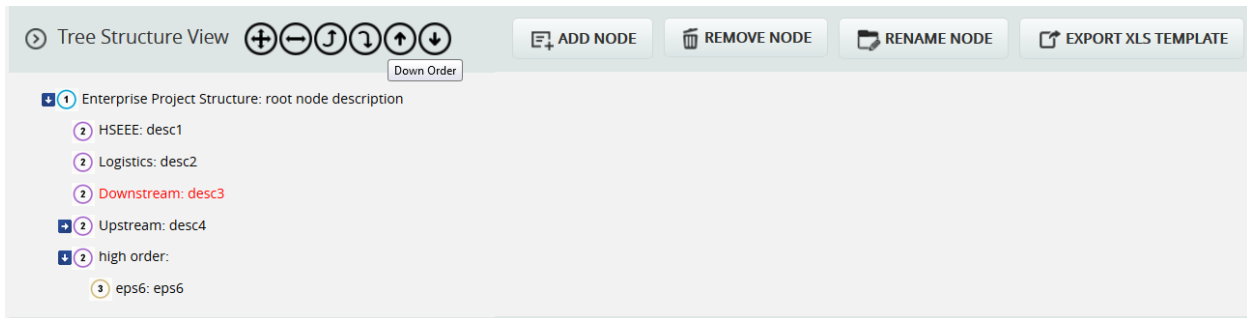 Tree Structure View ADD NODE REMOVE NODE RENAME NODE EXPORT XLS TEMPLATE
Down Order
1 Enterprise Project Structure: root node description
2 HSEEE: desc1
2 Logistics: desc2
2 Downstream: desc3
2 Upstream: desc4
2 high order:
3 eps6: eps6